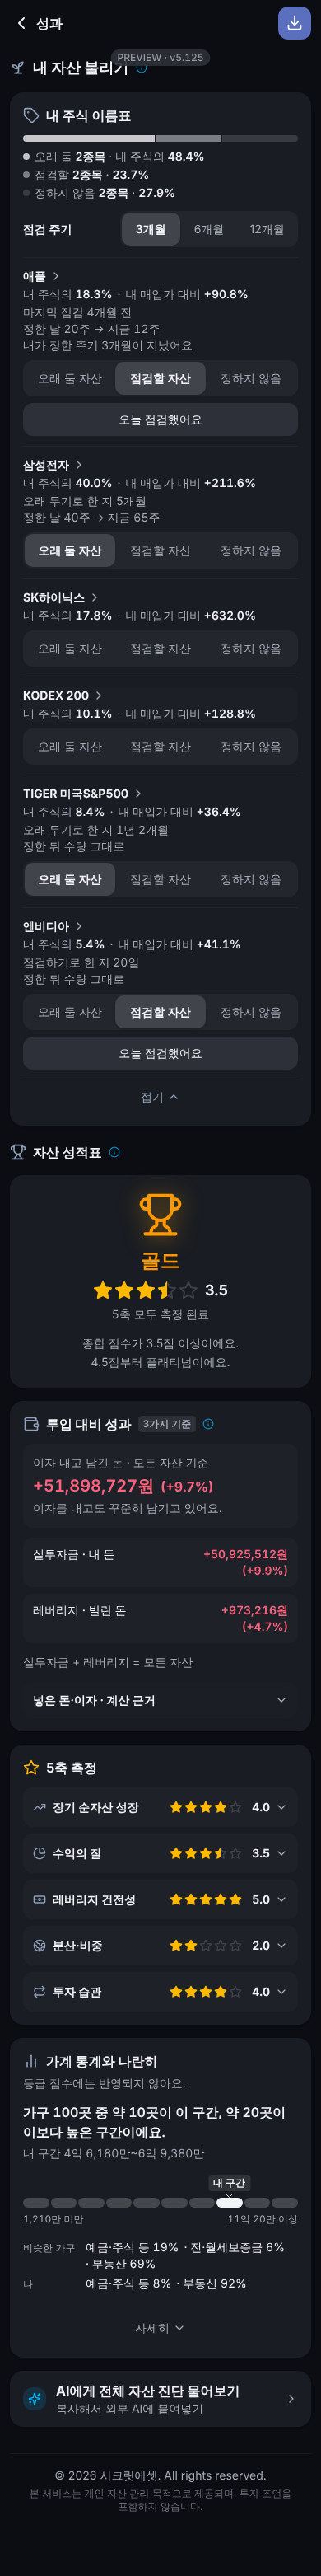 성과
PREVIEW · v5.125
내 자산 불리기
내 주식 이름표
오래 둘 2종목 · 내 주식의 48.4%
점검할 2종목 · 23.7%
정하지 않음 2종목 · 27.9%
점검 주기 3개월 6개월 12개월
애플
내 주식의 18.3% · 내 매입가 대비 +90.8%
마지막 점검 4개월 전
정한 날 20주 → 지금 12주
내가 정한 주기 3개월이 지났어요
오래 둘 자산 점검할 자산 정하지 않음
오늘 점검했어요
삼성전자
내 주식의 40.0% · 내 매입가 대비 +211.6%
오래 두기로 한 지 5개월
정한 날 40주 → 지금 65주
오래 둘 자산 점검할 자산 정하지 않음
SK하이닉스
내 주식의 17.8% · 내 매입가 대비 +632.0%
오래 둘 자산 점검할 자산 정하지 않음
KODEX 200
내 주식의 10.1% · 내 매입가 대비 +128.8%
오래 둘 자산 점검할 자산 정하지 않음
TIGER 미국S&P500
내 주식의 8.4% · 내 매입가 대비 +36.4%
오래 두기로 한 지 1년 2개월
정한 뒤 수량 그대로
오래 둘 자산 점검할 자산 정하지 않음
엔비디아
내 주식의 5.4% · 내 매입가 대비 +41.1%
점검하기로 한 지 20일
정한 뒤 수량 그대로
오래 둘 자산 점검할 자산 정하지 않음
오늘 점검했어요
접기
자산 성적표
골드
3.5
5축 모두 측정 완료
종합 점수가 3.5점 이상이에요.
4.5점부터 플래티넘이에요.
투입 대비 성과 3가지 기준
이자 내고 남긴 돈 · 모든 자산 기준
+51,898,727원 (+9.7%)
이자를 내고도 꾸준히 남기고 있어요.
실투자금 · 내 돈 +50,925,512원
(+9.9%)
레버리지 · 빌린 돈 +973,216원
(+4.7%)
실투자금 + 레버리지 = 모든 자산
넣은 돈·이자 · 계산 근거
5축 측정
장기 순자산 성장 4.0
수익의 질 3.5
레버리지 건전성 5.0
분산·비중 2.0
투자 습관 4.0
가계 통계와 나란히
등급 점수에는 반영되지 않아요.
가구 100곳 중 약 10곳이 이 구간, 약 20곳이
이보다 높은 구간이에요.
내 구간 4억 6,180만~6억 9,380만
내 구간
1,210만 미만 11억 20만 이상
비슷한 가구 예금·주식 등 19% · 전·월세보증금 6%
· 부동산 69%
나 예금·주식 등 8% · 부동산 92%
자세히
AI에게 전체 자산 진단 물어보기
복사해서 외부 AI에 붙여넣기
© 2026 시크릿에셋. All rights reserved.
본 서비스는 개인 자산 관리 목적으로 제공되며, 투자 조언을
포함하지 않습니다.